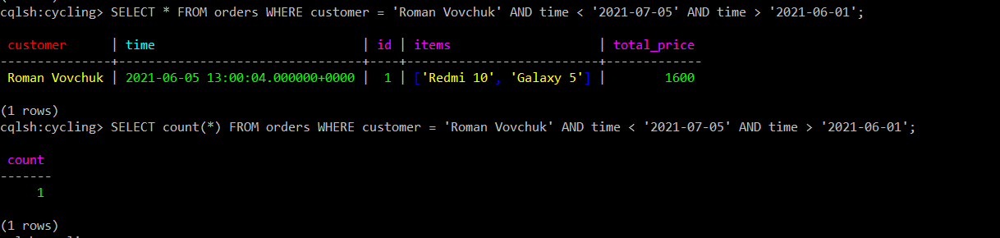 cqlsh:cycling> SELECT * FROM orders WHERE customer = 'Roman Vovchuk' AND time < '2021-07-05' AND time > '2021-06-01';
customer | time | id | items | total_price
---------------+---------------------------------+----+--------------------------+-------------
Roman Vovchuk | 2021-06-05 13:00:04.000000+0000 | 1 | ['Redmi 10', 'Galaxy 5'] | 1600
(1 rows)
cqlsh:cycling> SELECT count(*) FROM orders WHERE customer = 'Roman Vovchuk' AND time < '2021-07-05' AND time > '2021-06-01';
count
-------
1
(1 rows)